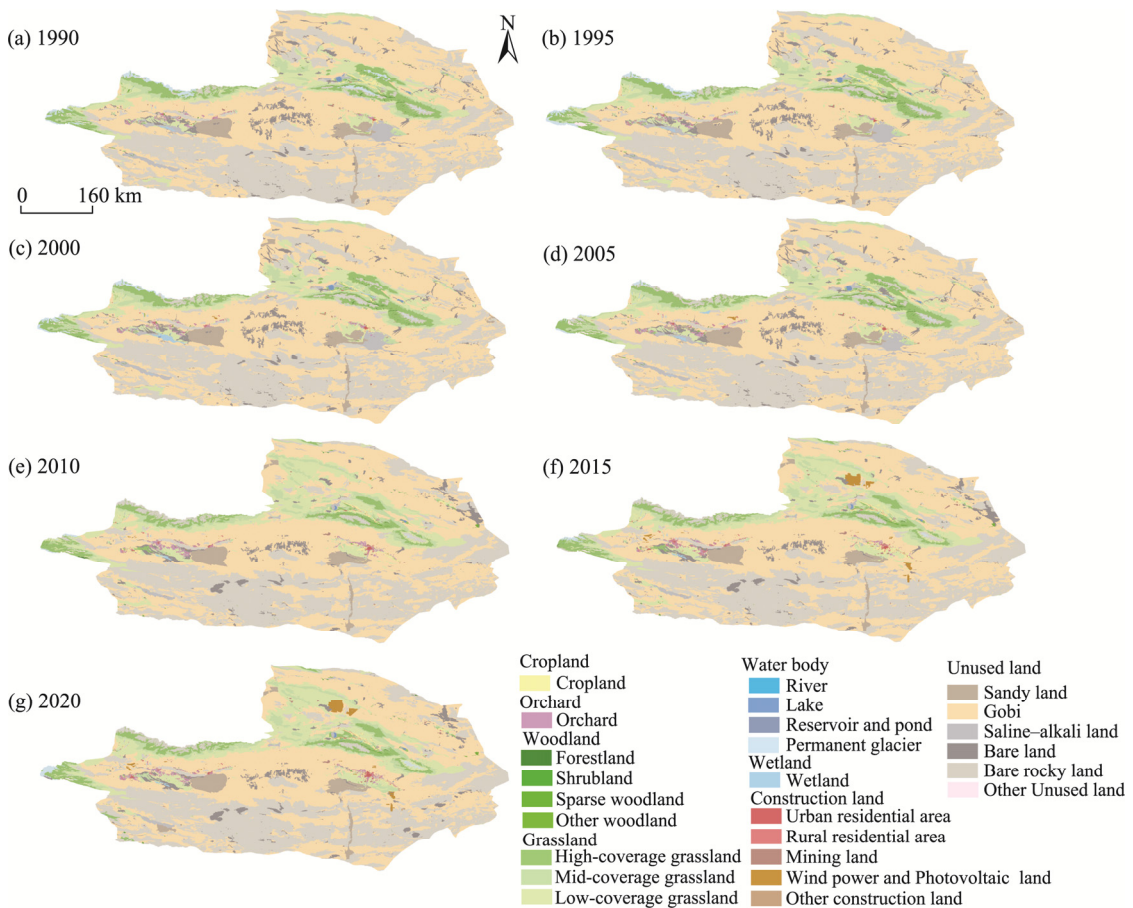 (a) 1990
N
(b) 1995
0 160 km
(c) 2000
(d) 2005
(e) 2010
(f) 2015
(g) 2020
Cropland
Cropland
Orchard
Orchard
Woodland
Forestland
Shrubland
Sparse woodland
Other woodland
Grassland
High-coverage grassland
Mid-coverage grassland
Low-coverage grassland
Water body
River
Lake
Reservoir and pond
Permanent glacier
Wetland
Wetland
Construction land
Urban residential area
Rural residential area
Mining land
Wind power and Photovoltaic land
Other construction land
Unused land
Sandy land
Gobi
Saline–alkali land
Bare land
Bare rocky land
Other Unused land